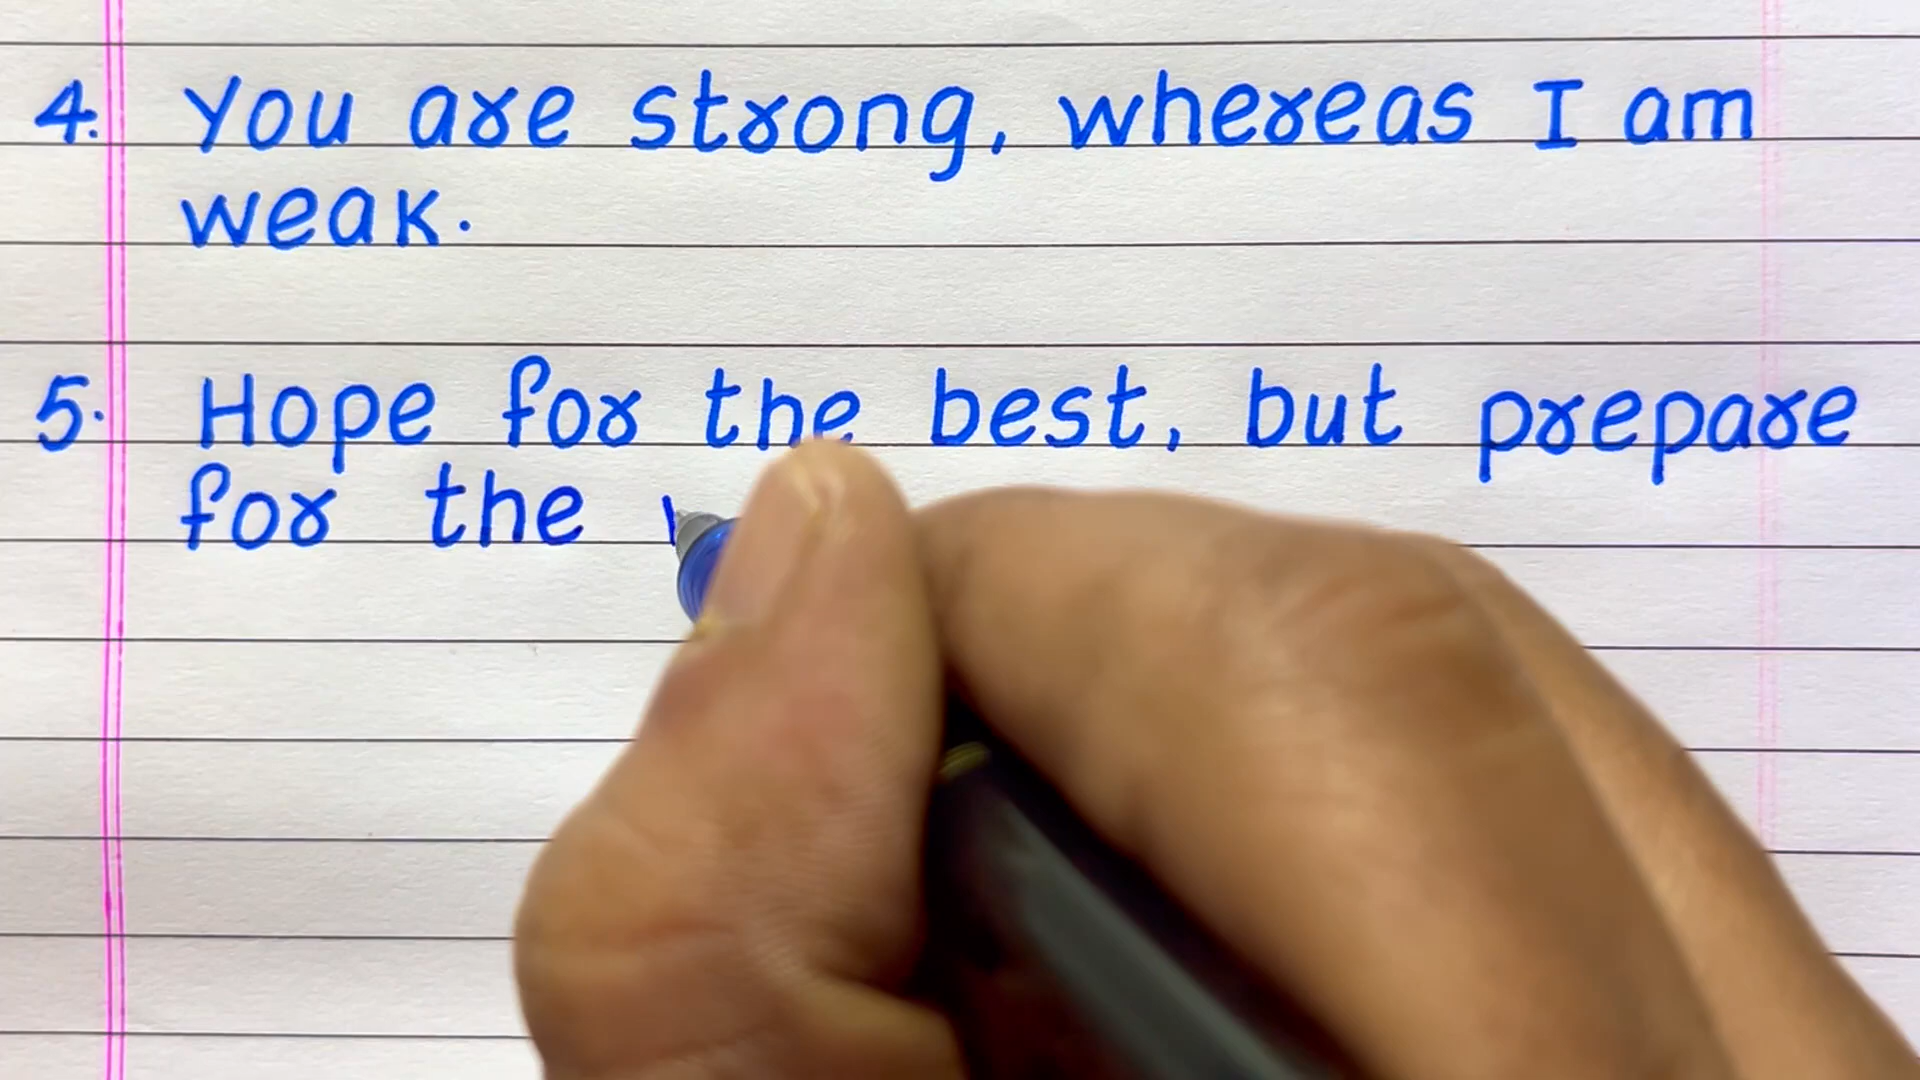 4. You are strong, whereas I am
weak.
5. Hope for the best, but prepare
for the